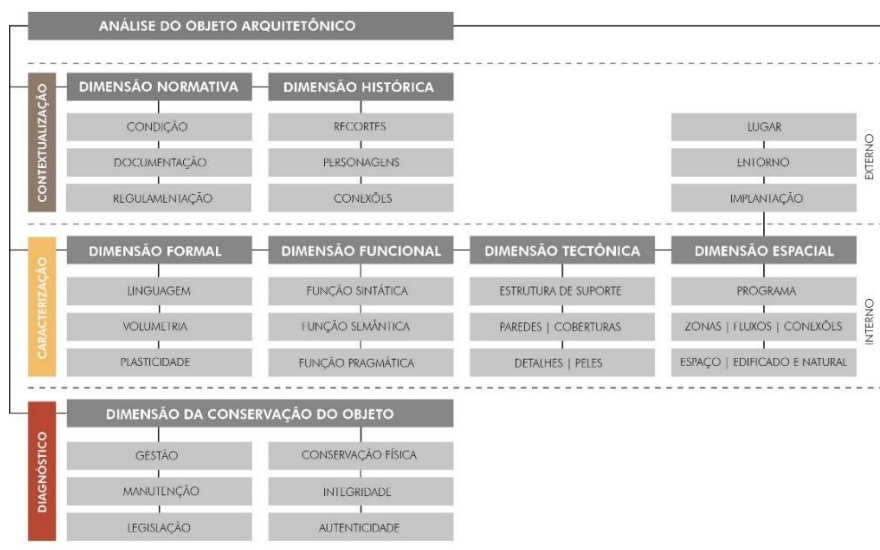 ANÁLISE DO OBJETO ARQUITETÔNICO
CONTEXTUALIZAÇÃO
DIMENSÃO NORMATIVA
CONDIÇÃO
DOCUMENTAÇÃO
REGULAMENTAÇÃO
DIMENSÃO HISTÓRICA
RECORTES
PERSONAGENS
CONEXÕES
LUGAR
ENTORNO
IMPLANTAÇÃO
EXTERNO
CARACTERIZAÇÃO
DIMENSÃO FORMAL
LINGUAGEM
VOLUMETRIA
PLASTICIDADE
DIMENSÃO FUNCIONAL
FUNÇÃO SINTÁTICA
FUNÇÃO SEMÂNTICA
FUNÇÃO PRAGMÁTICA
DIMENSÃO TECTÔNICA
ESTRUTURA DE SUPORTE
PAREDES | COBERTURAS
DETALHES | PELES
DIMENSÃO ESPACIAL
PROGRAMA
ZONAS | FLUXOS | CONEXÕES
ESPAÇO | EDIFICADO E NATURAL
INTERNO
DIAGNÓSTICO
DIMENSÃO DA CONSERVAÇÃO DO OBJETO
GESTÃO
MANUTENÇÃO
LEGISLAÇÃO
CONSERVAÇÃO FÍSICA
INTEGRIDADE
AUTENTICIDADE